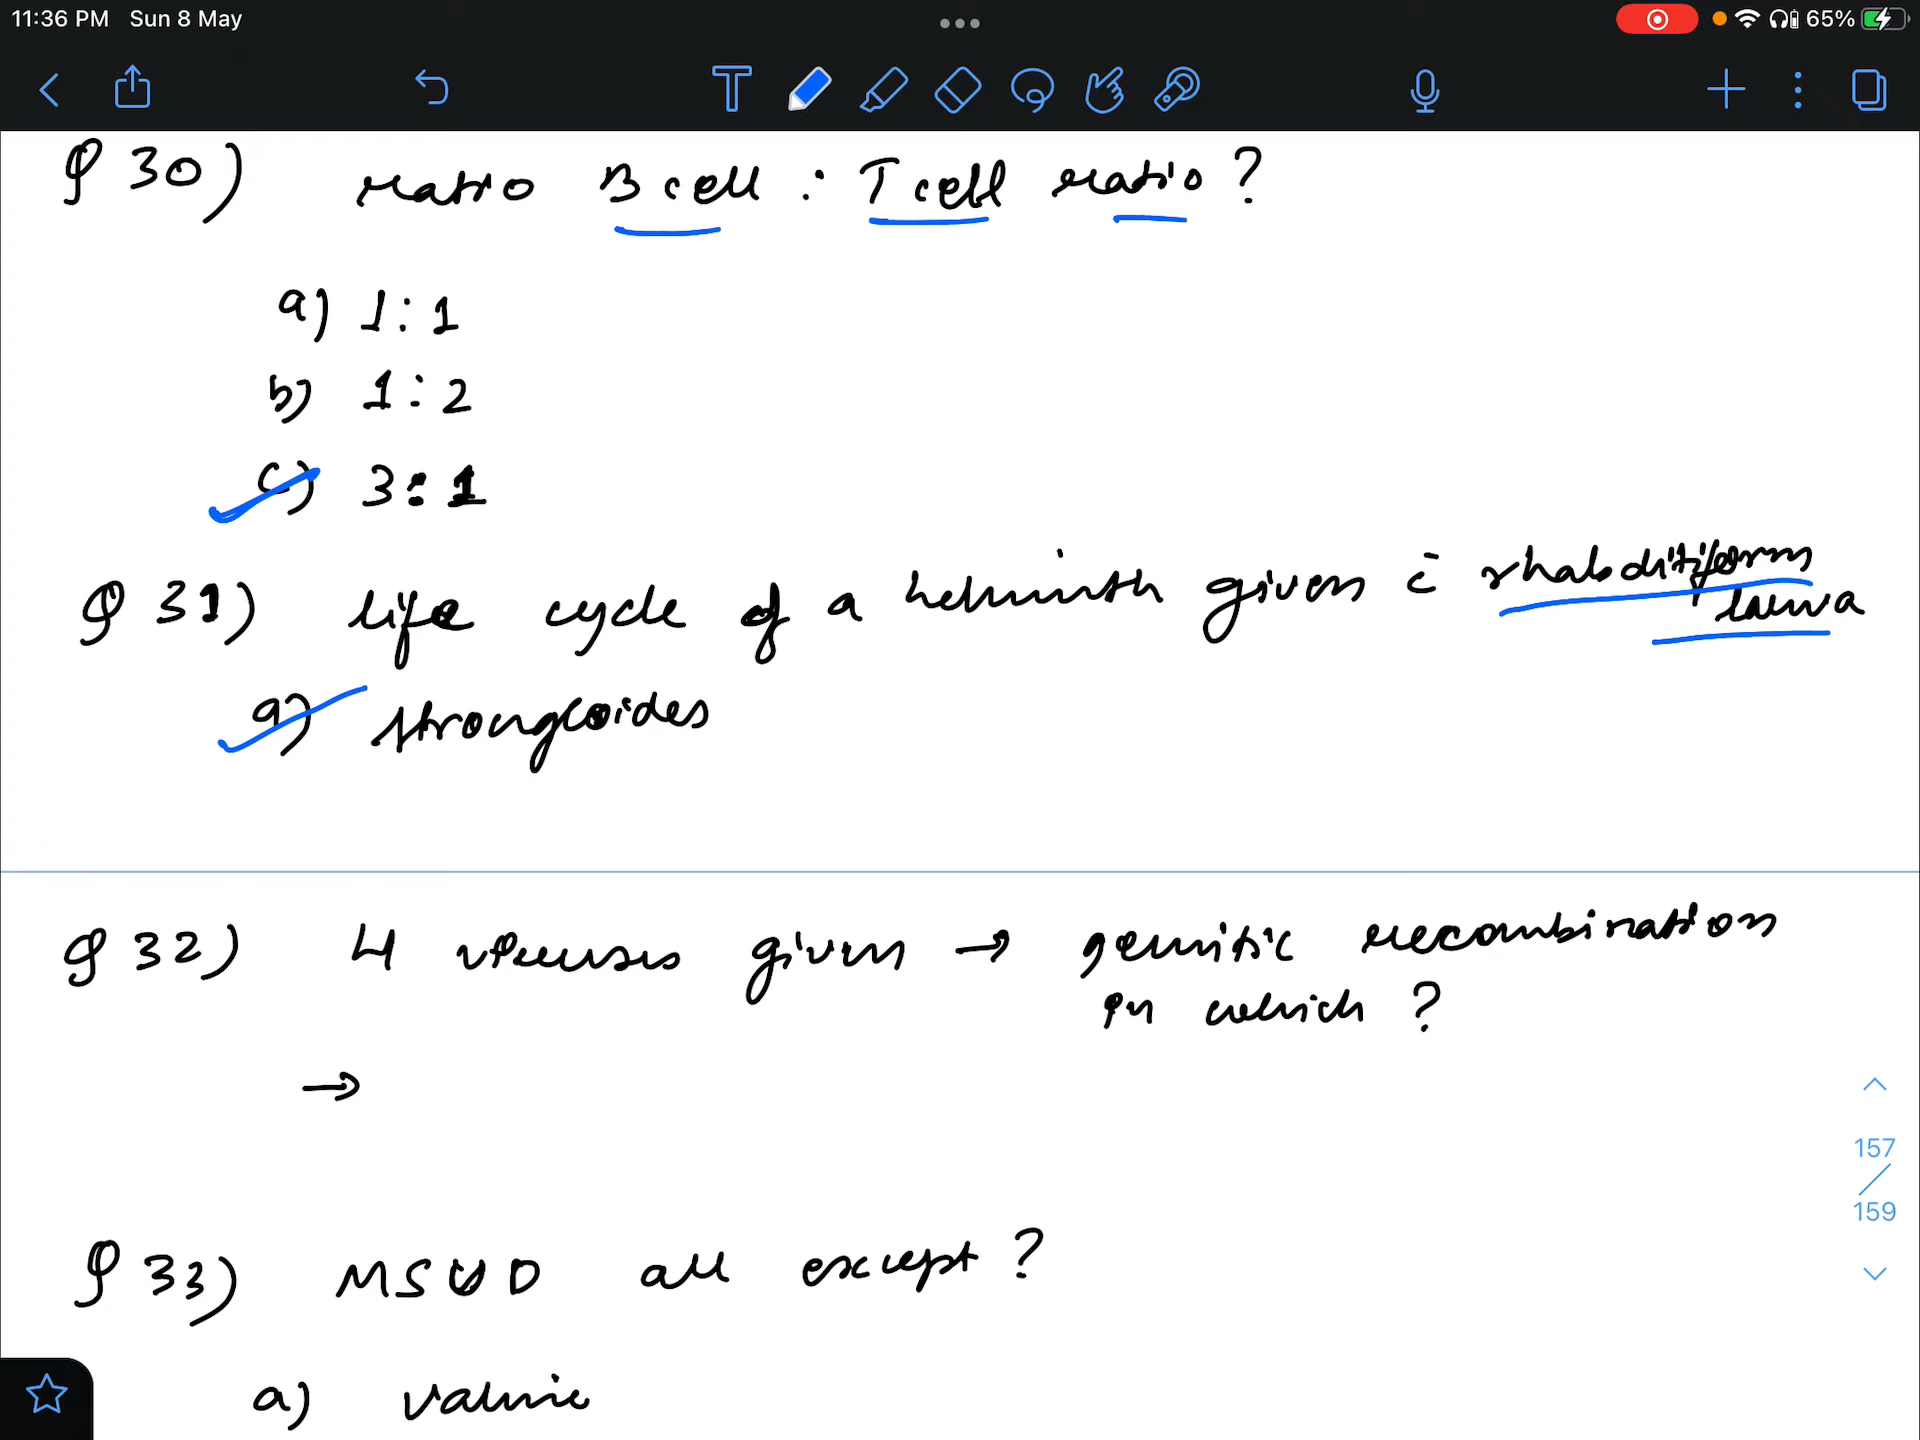 11:36 PM Sun 8 May
65%
Q 30) ratio B cell : T cell ratio ?
a) 1:1
b) 1:2
c) 3:1
Q 31) life cycle of a helminth given c̄ rhabditiform
larva
a) strongloides
Q 32) 4 viruses given → genitic recombination
in which ?
→
157
159
Q 33) MSUD all except ?
a) valine